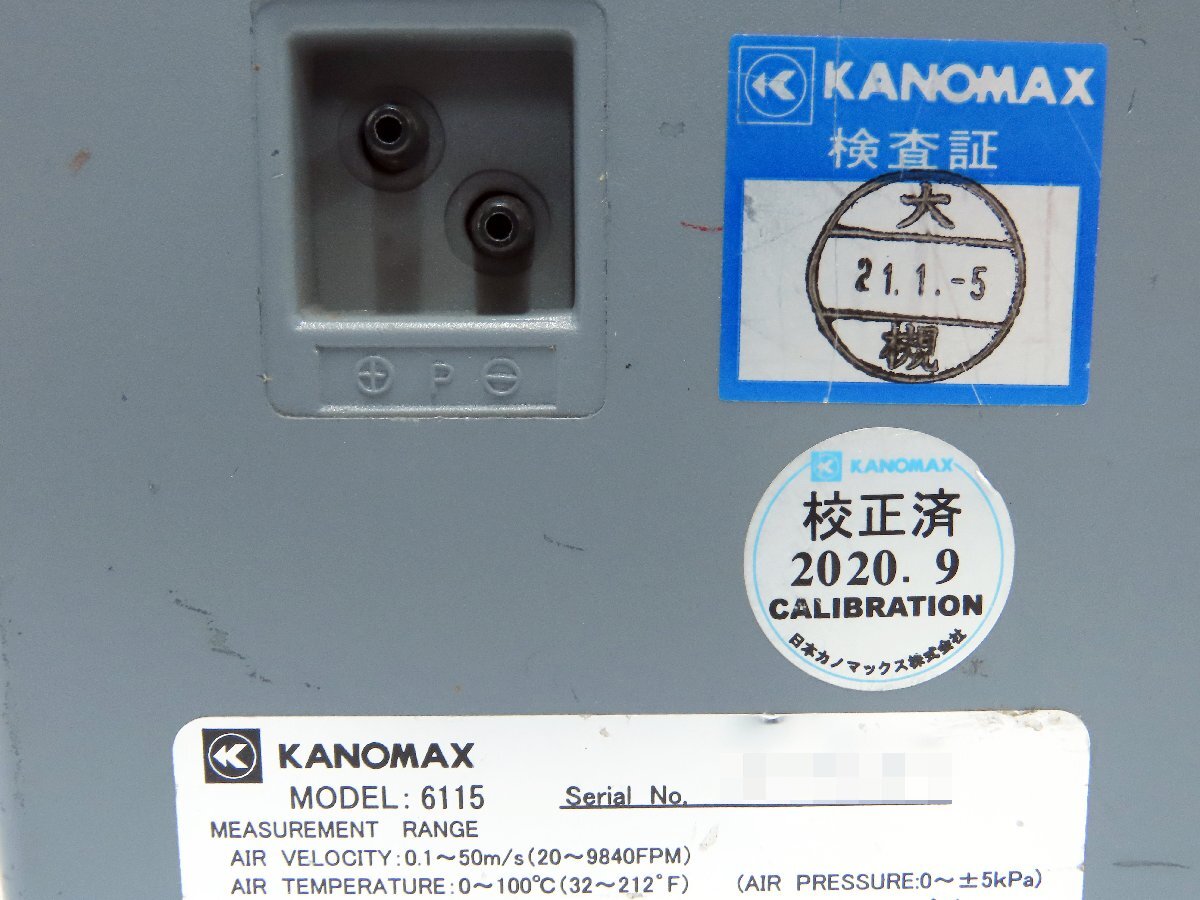 KANOMAX
検査証
大
21.1.-5
槻
⊕ P ⊖
KANOMAX
校正済
2020. 9
CALIBRATION
日本カノマックス株式会社
KANOMAX
MODEL: 6115 Serial No.
MEASUREMENT RANGE
AIR VELOCITY:0.1~50m/s(20~9840FPM)
AIR TEMPERATURE:0~100℃(32~212°F) (AIR PRESSURE:0~±5kPa)